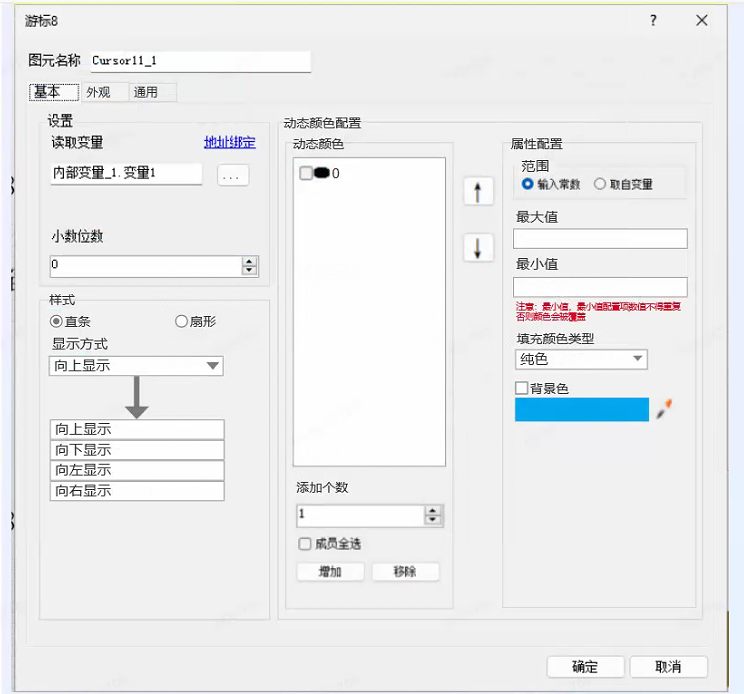 游标8
?
图元名称 Cursor11_1
基本 外观 通用
设置
读取变量 地址绑定
内部变量_1.变量1 ...
小数位数
0
样式
直条 扇形
显示方式
向上显示
向上显示
向下显示
向左显示
向右显示
动态颜色配置
动态颜色
0
添加个数
1
成员全选
增加 移除
属性配置
范围
输入常数 取自变量
最大值
最小值
注意：最小值，最小值配置项数值不得重复
否则颜色会被覆盖
填充颜色类型
纯色
背景色
确定 取消